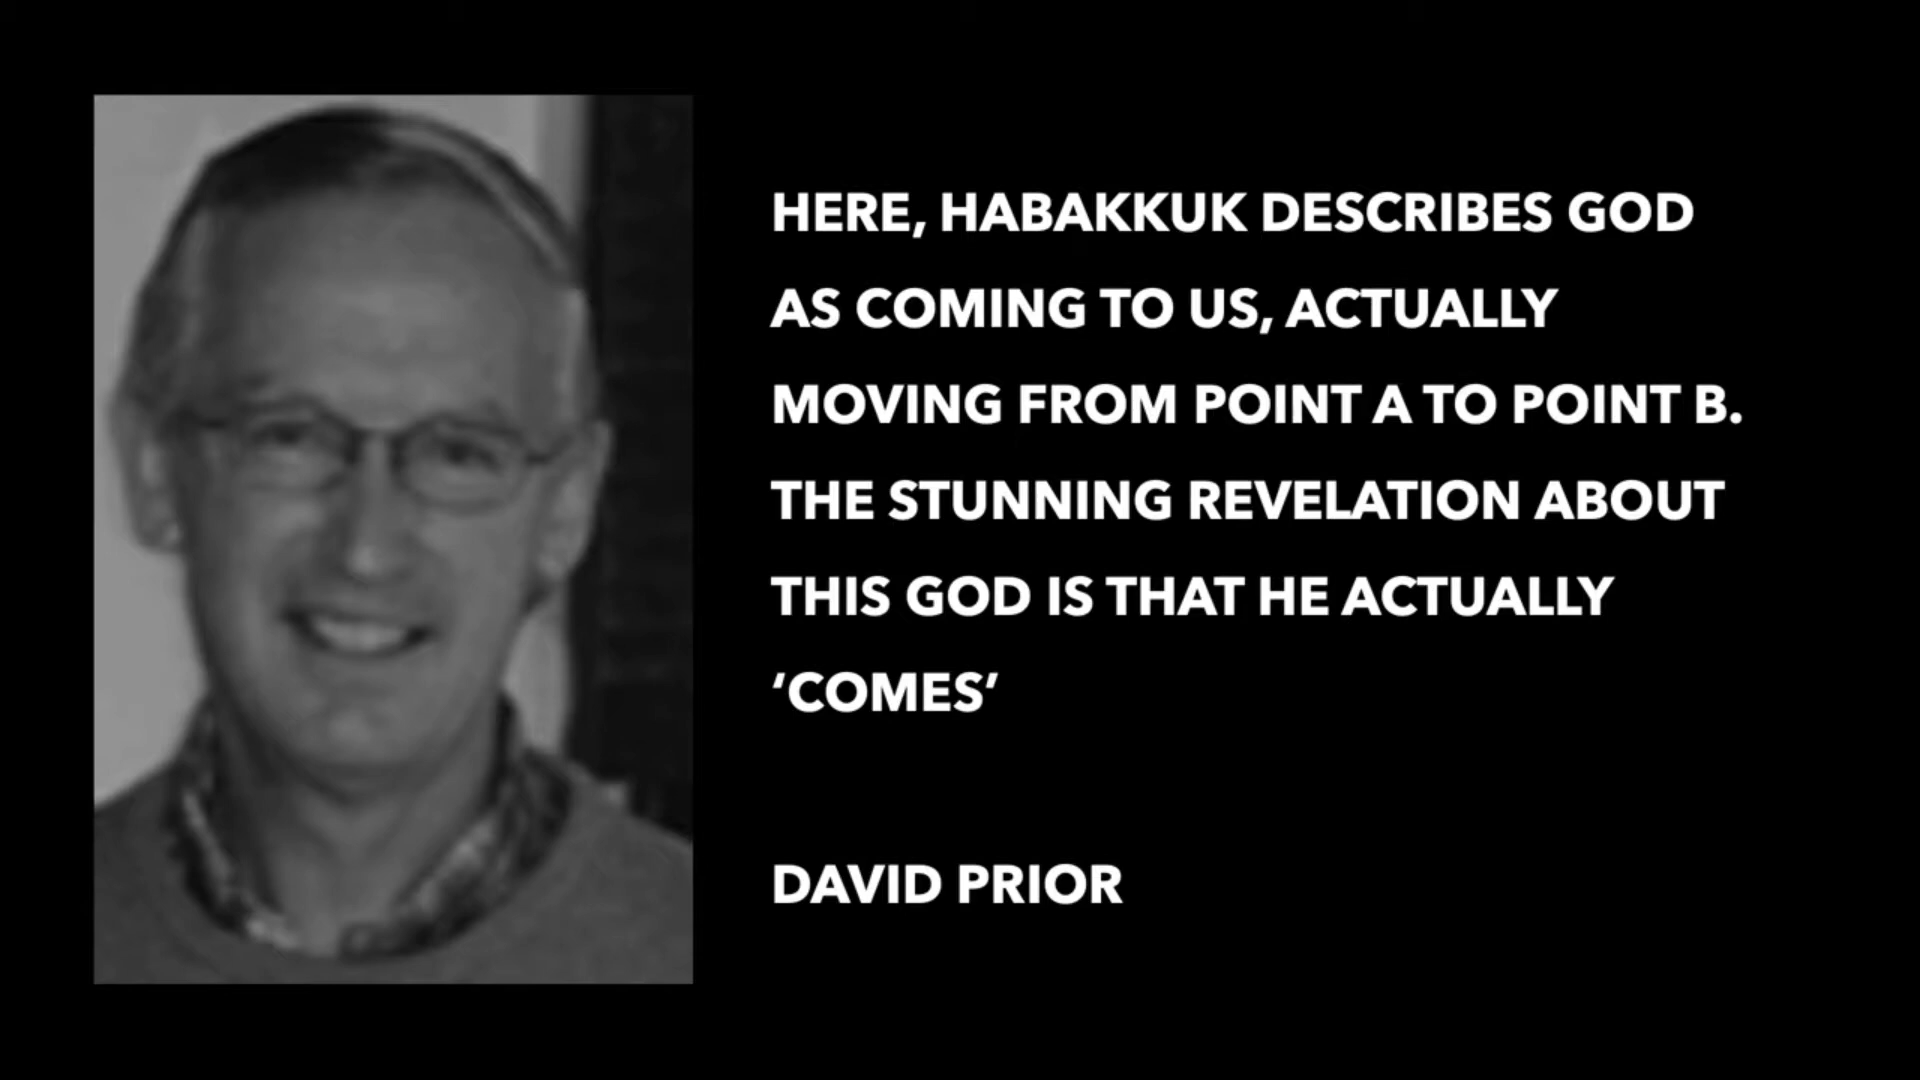 HERE, HABAKKUK DESCRIBES GOD
AS COMING TO US, ACTUALLY
MOVING FROM POINT A TO POINT B.
THE STUNNING REVELATION ABOUT
THIS GOD IS THAT HE ACTUALLY
‘COMES’
DAVID PRIOR